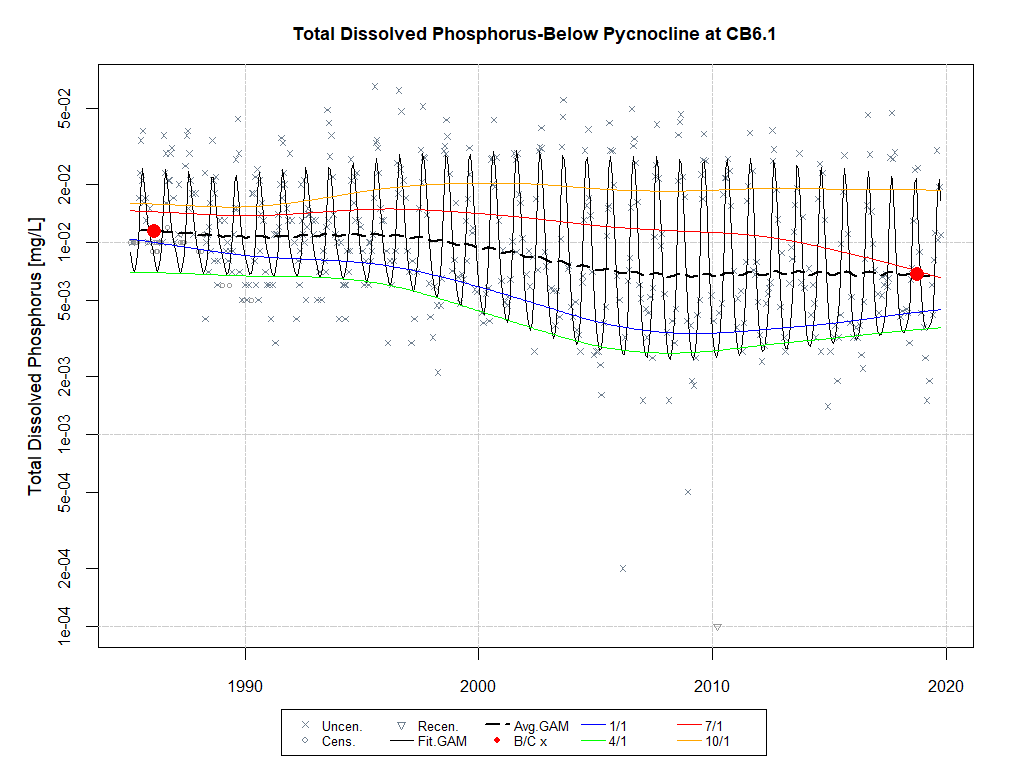 Total Dissolved Phosphorus-Below Pycnocline at CB6.1
Total Dissolved Phosphorus [mg/L]
5e-02
2e-02
1e-02
5e-03
2e-03
1e-03
5e-04
2e-04
1e-04
1990 2000 2010 2020
Uncen. Recen. Avg.GAM 1/1 7/1
Cens. Fit.GAM B/C x 4/1 10/1